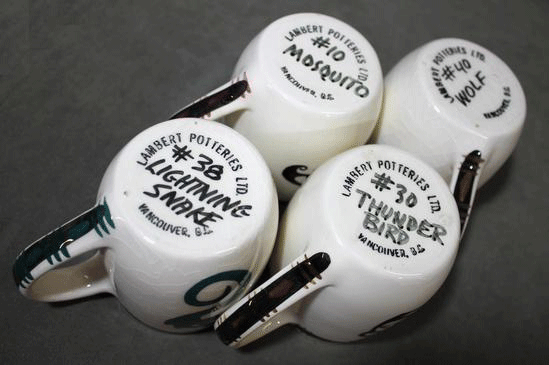 LAMBERT POTTERIES LTD.
#10
MOSQUITO
VANCOUVER, B.C.
LAMBERT POTTERIES LTD.
#40
WOLF
VANCOUVER, B.C.
LAMBERT POTTERIES LTD.
#38
LIGHTNING
SNAKE
VANCOUVER, B.C.
LAMBERT POTTERIES LTD.
#30
THUNDER
BIRD
VANCOUVER, B.C.